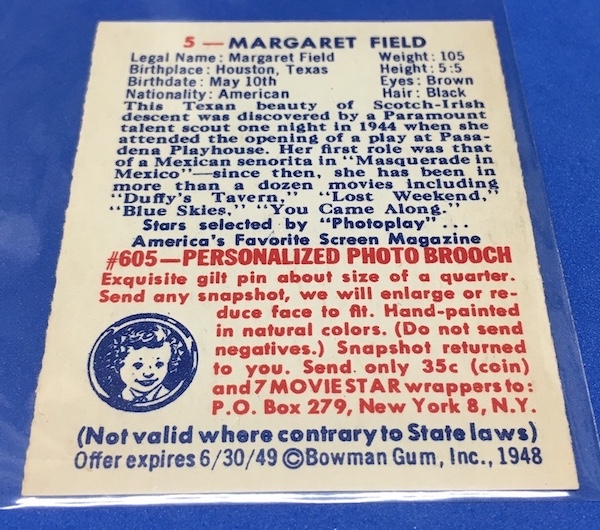 5 — MARGARET FIELD
Legal Name: Margaret Field Weight: 105
Birthplace: Houston, Texas Height: 5:5
Birthdate: May 10th Eyes: Brown
Nationality: American Hair: Black
This Texan beauty of Scotch-Irish
descent was discovered by a Paramount
talent scout one night in 1944 when she
attended the opening of a play at Pasa-
dena Playhouse. Her first role was that
of a Mexican senorita in "Masquerade in
Mexico"—since then, she has been in
more than a dozen movies including
"Duffy's Tavern," "Lost Weekend,"
"Blue Skies," "You Came Along."
Stars selected by "Photoplay" ...
America's Favorite Screen Magazine
#605—PERSONALIZED PHOTO BROOCH
Exquisite gilt pin about size of a quarter.
Send any snapshot, we will enlarge or re-
duce face to fit. Hand-painted
in natural colors. (Do not send
negatives.) Snapshot returned
to you. Send only 35c (coin)
and 7 MOVIESTAR wrappers to:
P.O. Box 279, New York 8, N.Y.
(Not valid where contrary to State laws)
Offer expires 6/30/49 ©Bowman Gum, Inc., 1948